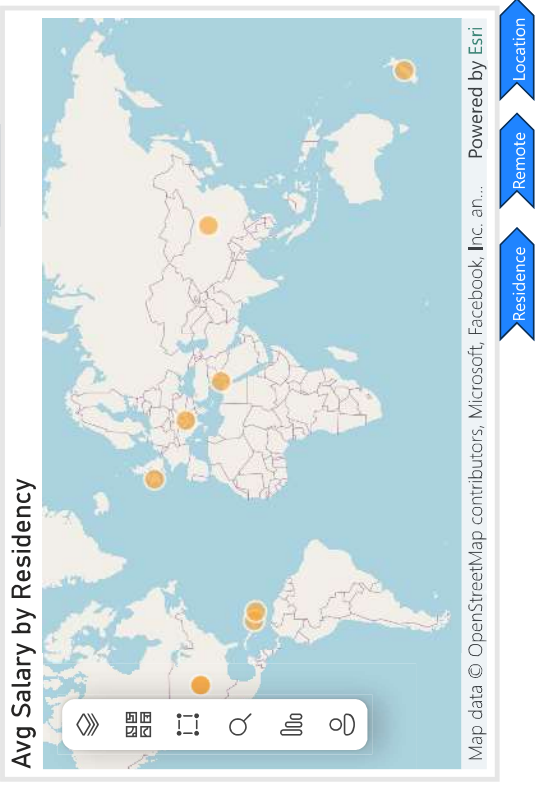 Avg Salary by Residency
Map data © OpenStreetMap contributors, Microsoft, Facebook, Inc. an... Powered by Esri
Residence
Remote
Location